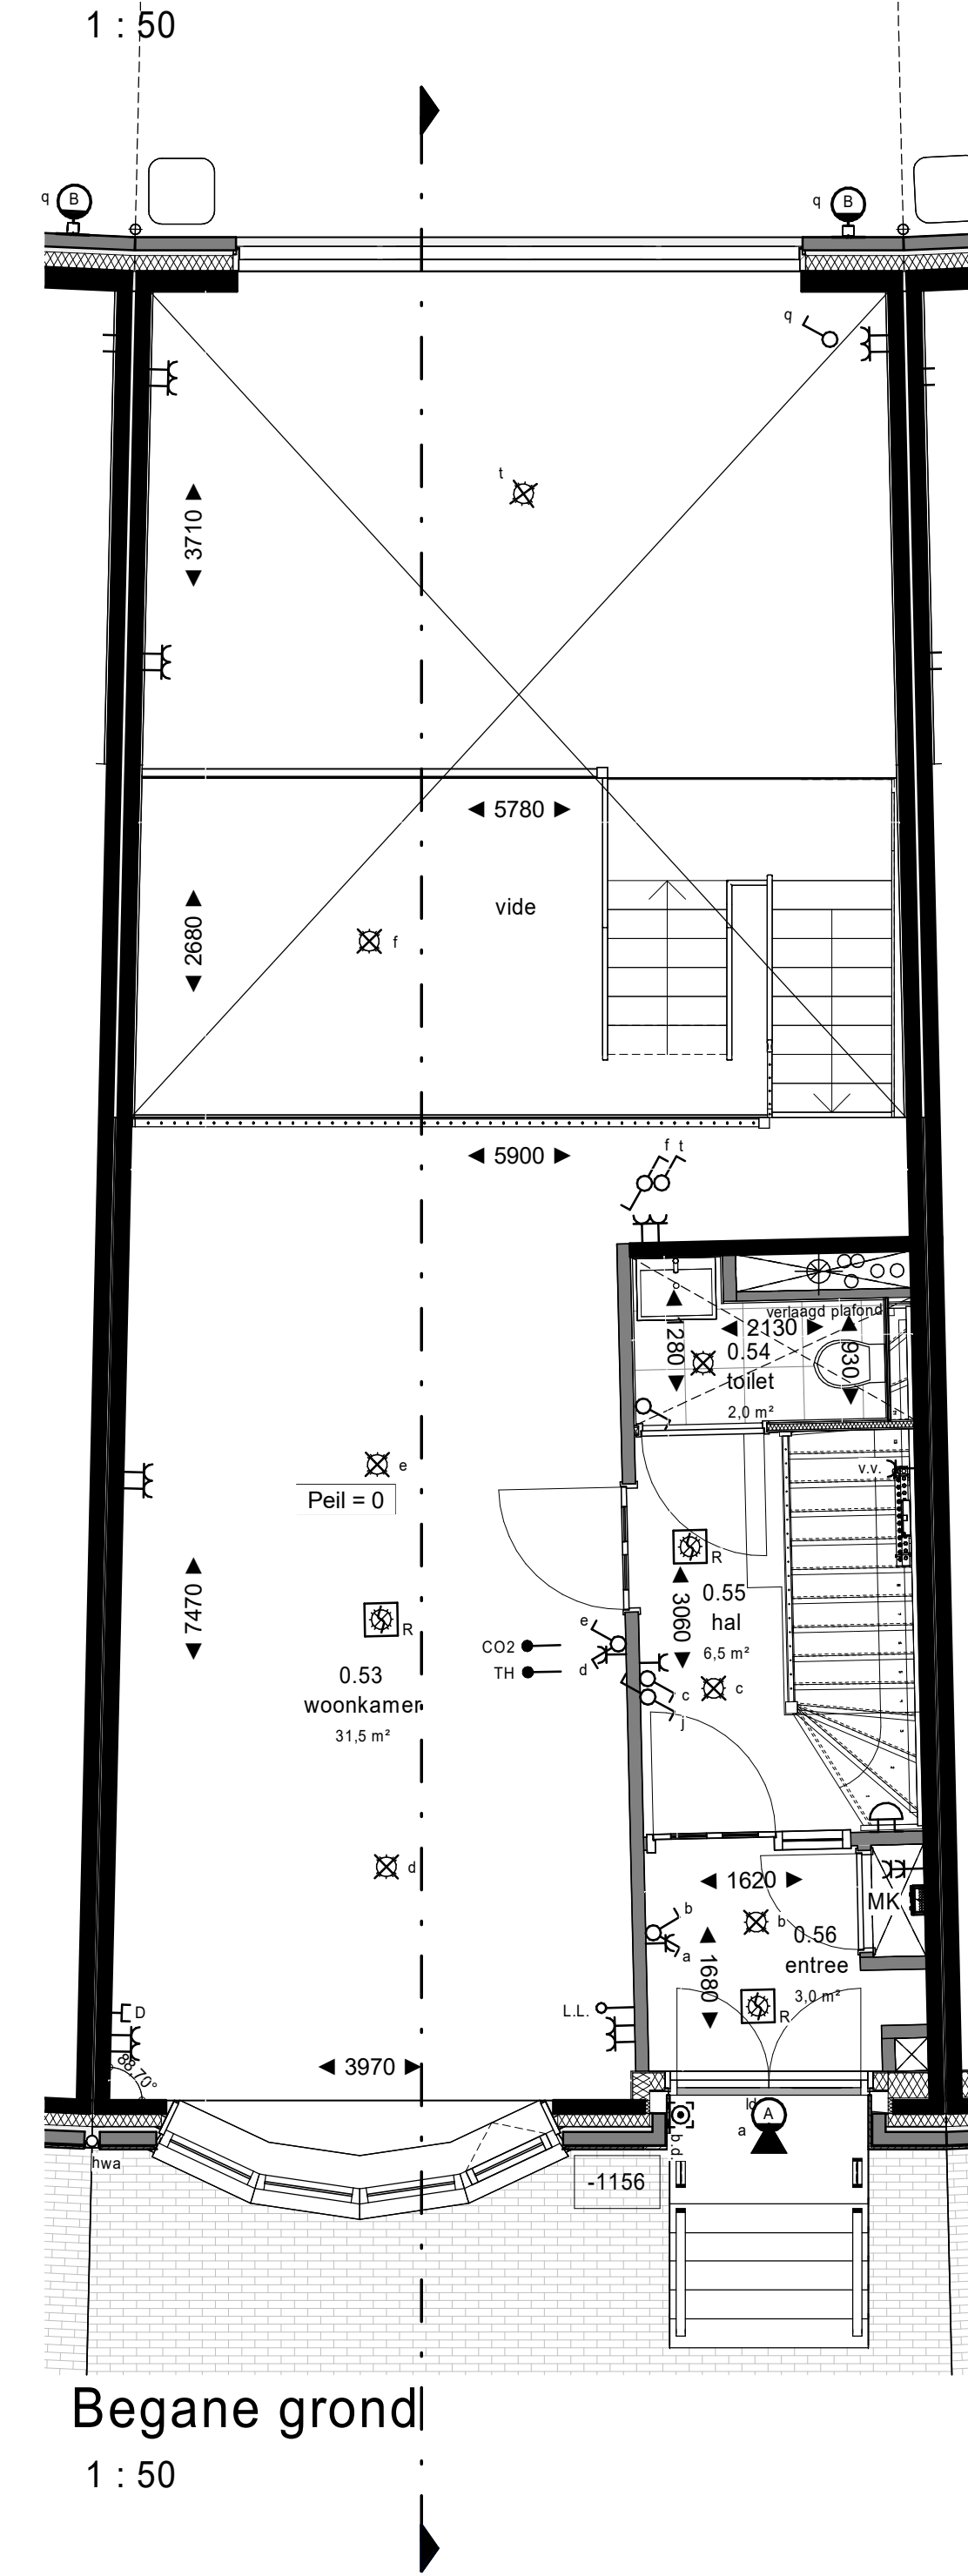 1 : 50
q
B
q
B
q
t
3710
5780
vide
2680
f
5900
f t
verlaagd plafond
2130
1280
930
0.54
toilet
2,0 m²
e
v.v.
Peil = 0
R
0.55
hal
6,5 m²
3060
7470
R
e
CO2
d
TH
0.53
woonkamer
31,5 m²
c
c
j
d
1620
MK
b
b
a
0.56
entree
3,0 m²
1680
R
D
L.L.
88.70°
3970
ld
A
a
b.d.
hwa
-1156
Begane grond
1 : 50